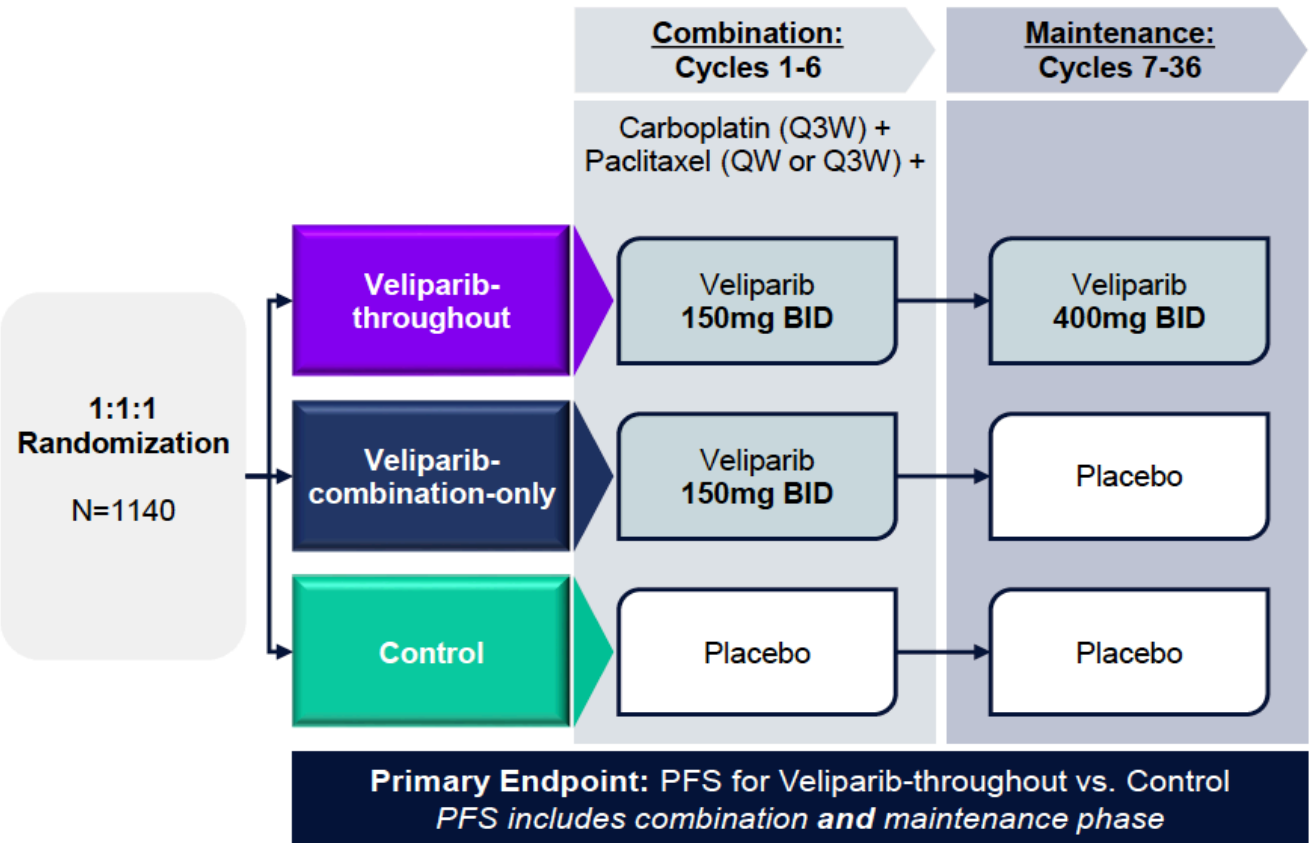 Combination:
Cycles 1-6
Maintenance:
Cycles 7-36
Carboplatin (Q3W) +
Paclitaxel (QW or Q3W) +
1:1:1
Randomization
N=1140
Veliparib-
throughout
Veliparib
150mg BID
Veliparib
400mg BID
Veliparib-
combination-only
Veliparib
150mg BID
Placebo
Control
Placebo
Placebo
Primary Endpoint: PFS for Veliparib-throughout vs. Control
PFS includes combination and maintenance phase